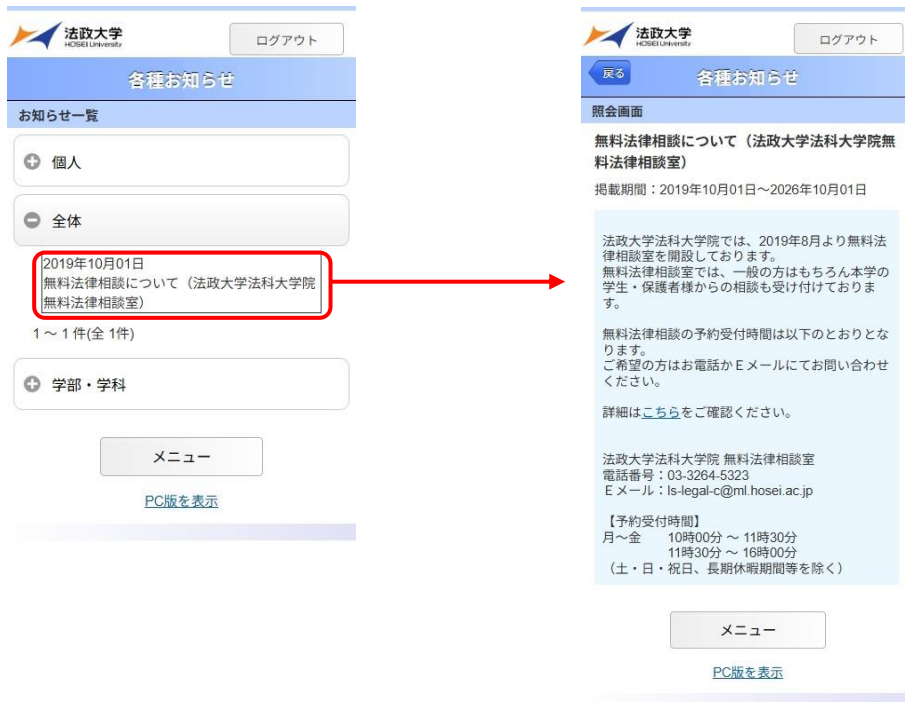 法政大学
HOSEI University
ログアウト
各種お知らせ
お知らせ一覧
個人
全体
2019年10月01日
無料法律相談について（法政大学法科大学院
無料法律相談室）
1 ～ 1 件(全 1件)
学部・学科
メニュー
PC版を表示
法政大学
HOSEI University
ログアウト
戻る
各種お知らせ
照会画面
無料法律相談について（法政大学法科大学院無
料法律相談室）
掲載期間：2019年10月01日～2026年10月01日
法政大学法科大学院では、2019年8月より無料法
律相談室を開設しております。
無料法律相談室では、一般の方はもちろん本学の
学生・保護者様からの相談も受け付けておりま
す。
無料法律相談の予約受付時間は以下のとおりとな
ります。
ご希望の方はお電話かＥメールにてお問い合わせ
ください。
詳細はこちらをご確認ください。
法政大学法科大学院 無料法律相談室
電話番号：03-3264-5323
Ｅメール：ls-legal-c@ml.hosei.ac.jp
【予約受付時間】
月～金　　10時00分 ～ 11時30分
11時30分 ～ 16時00分
（土・日・祝日、長期休暇期間等を除く）
メニュー
PC版を表示